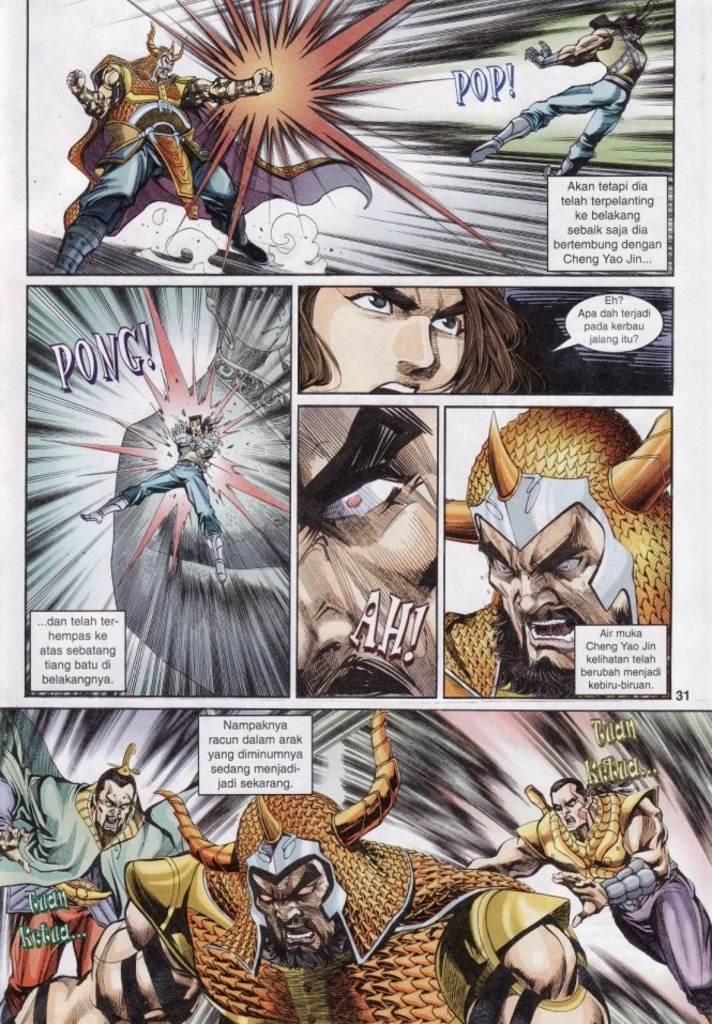 POP!
Akan tetapi dia
telah terpelanting
ke belakang
sebaik saja dia
bertembung dengan
Cheng Yao Jin...
PONG!
...dan telah ter-
hempas ke
atas sebatang
tiang batu di
belakangnya.
Eh?
Apa dah terjadi
pada kerbau
jalang itu?
AH!
Air muka
Cheng Yao Jin
kelihatan telah
berubah menjadi
kebiru-biruan.
31
Nampaknya
racun dalam arak
yang diminumnya
sedang menjadi-
jadi sekarang.
Tuan
Ketua...
Tuan
Ketua...